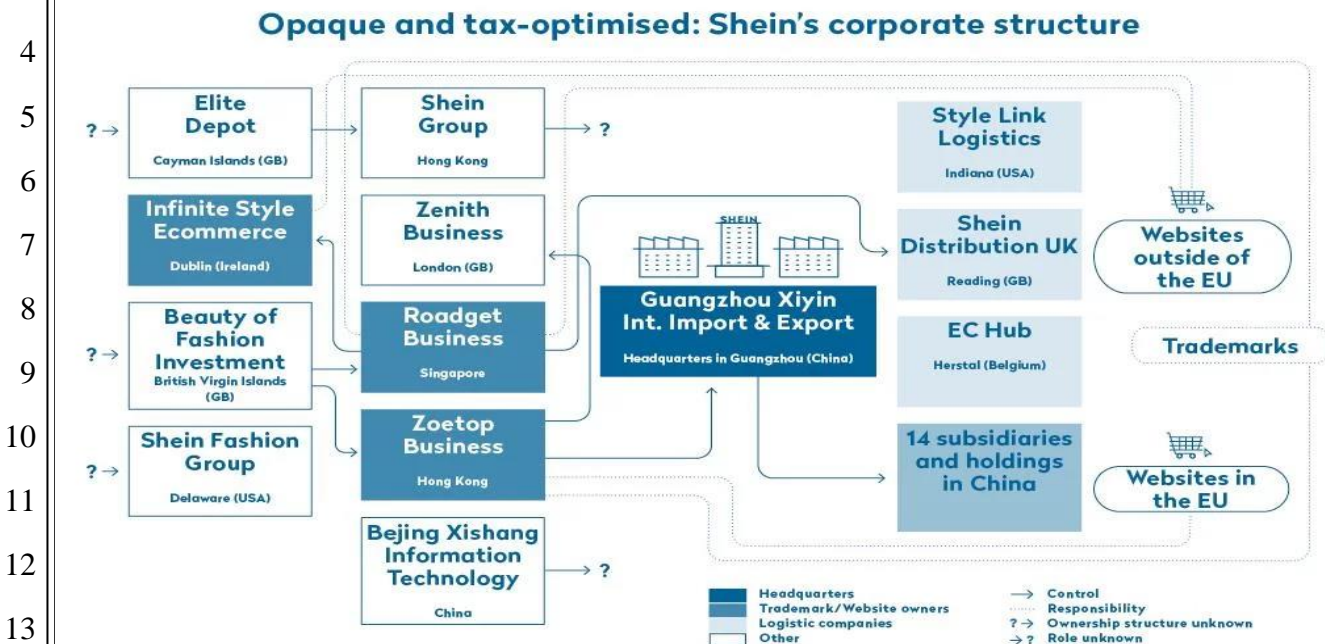 Opaque and tax-optimised: Shein's corporate structure
4
5
6
7
8
9
10
11
12
13
? →
Elite
Depot
Cayman Islands (GB)
Shein
Group
Hong Kong
→ ?
Infinite Style
Ecommerce
Dublin (Ireland)
Zenith
Business
London (GB)
? →
Beauty of
Fashion
Investment
British Virgin Islands
(GB)
Roadget
Business
Singapore
? →
Shein Fashion
Group
Delaware (USA)
Zoetop
Business
Hong Kong
Bejing Xishang
Information
Technology
China
→ ?
SHEIN
Guangzhou Xiyin
Int. Import & Export
Headquarters in Guangzhou (China)
Style Link
Logistics
Indiana (USA)
Shein
Distribution UK
Reading (GB)
EC Hub
Herstal (Belgium)
14 subsidiaries
and holdings
in China
Websites
outside of
the EU
Trademarks
Websites in
the EU
Headquarters
Trademark/Website owners
Logistic companies
Other
→ Control
Responsibility
? → Ownership structure unknown
→ ? Role unknown